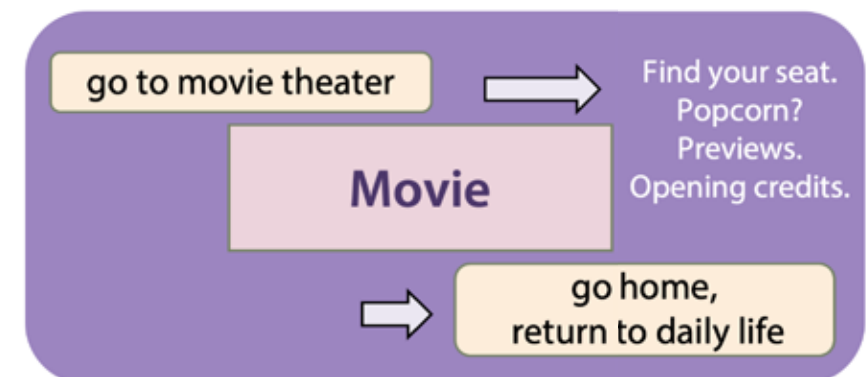 go to movie theater
Find your seat.
Popcorn?
Previews.
Opening credits.
Movie
go home,
return to daily life